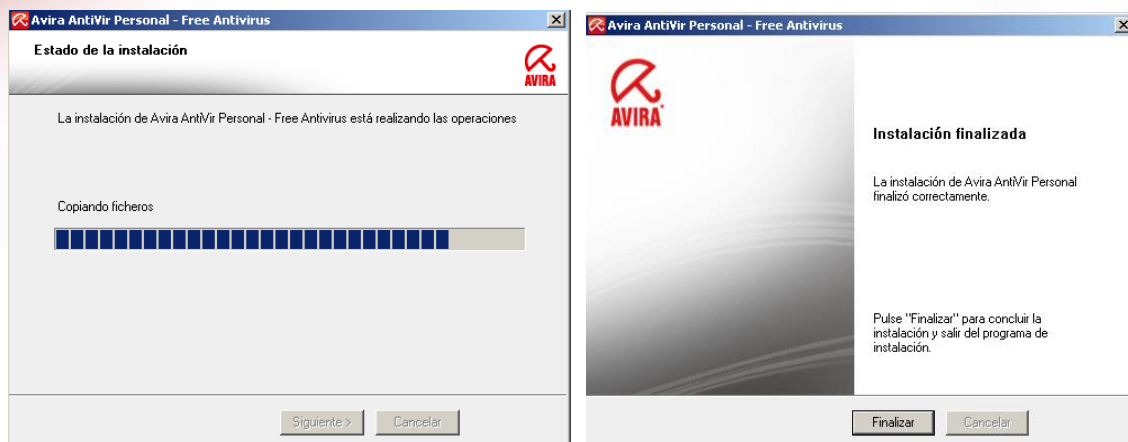 Avira AntiVir Personal - Free Antivirus
Estado de la instalación
AVIRA
La instalación de Avira AntiVir Personal - Free Antivirus está realizando las operaciones
Copiando ficheros
Siguiente >
Cancelar
Avira AntiVir Personal - Free Antivirus
AVIRA
Instalación finalizada
La instalación de Avira AntiVir Personal
finalizó correctamente.
Pulse "Finalizar" para concluir la
instalación y salir del programa de
instalación.
Finalizar
Cancelar